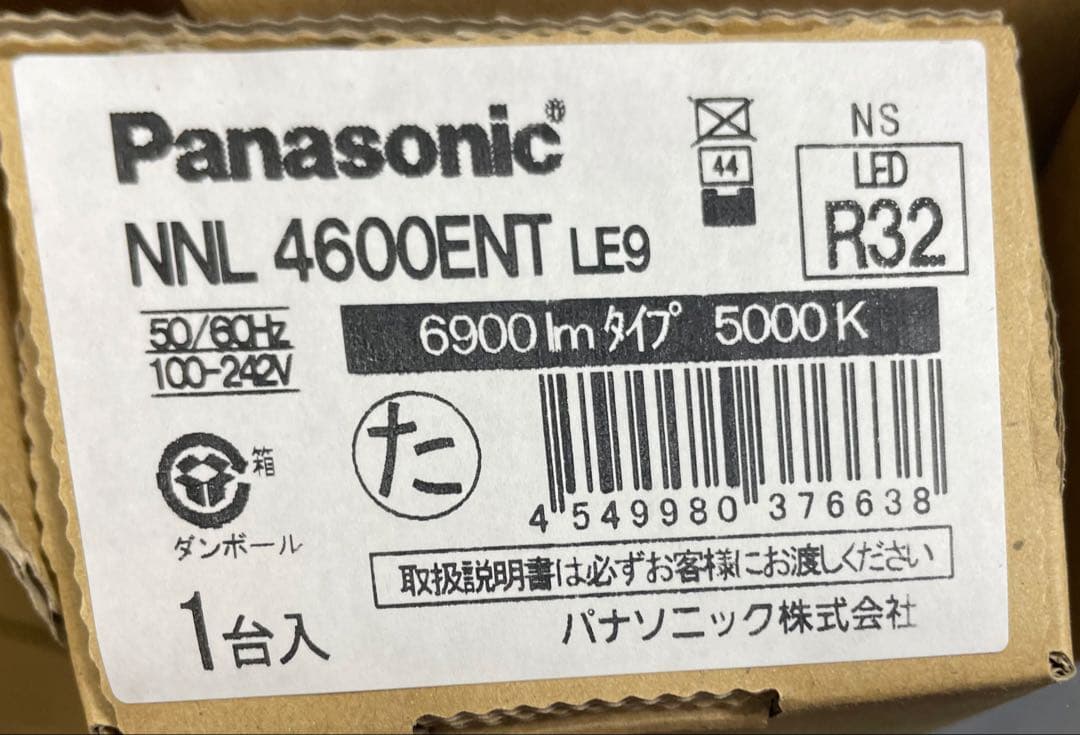 Panasonic
NS
44
LED
R32
NNL 4600ENT LE9
50/60Hz
100-242V
6900 lm タイプ 5000K
た
箱
ダンボール
4 549980 376638
取扱説明書は必ずお客様にお渡しください
1台入
パナソニック株式会社